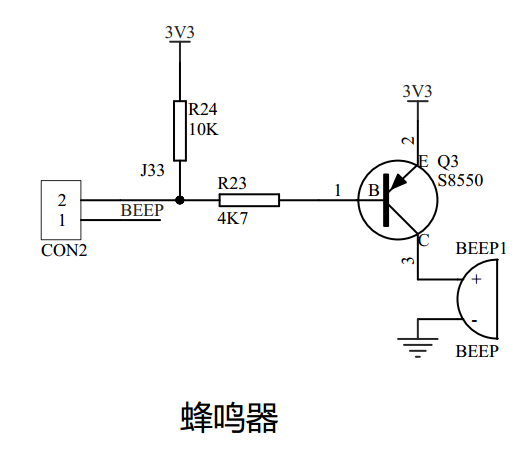 3V3
R24
10K
J33
2
1
BEEP
CON2
R23
4K7
3V3
2
E
Q3
S8550
1
B
C
3
BEEP1
+
-
BEEP
蜂鸣器